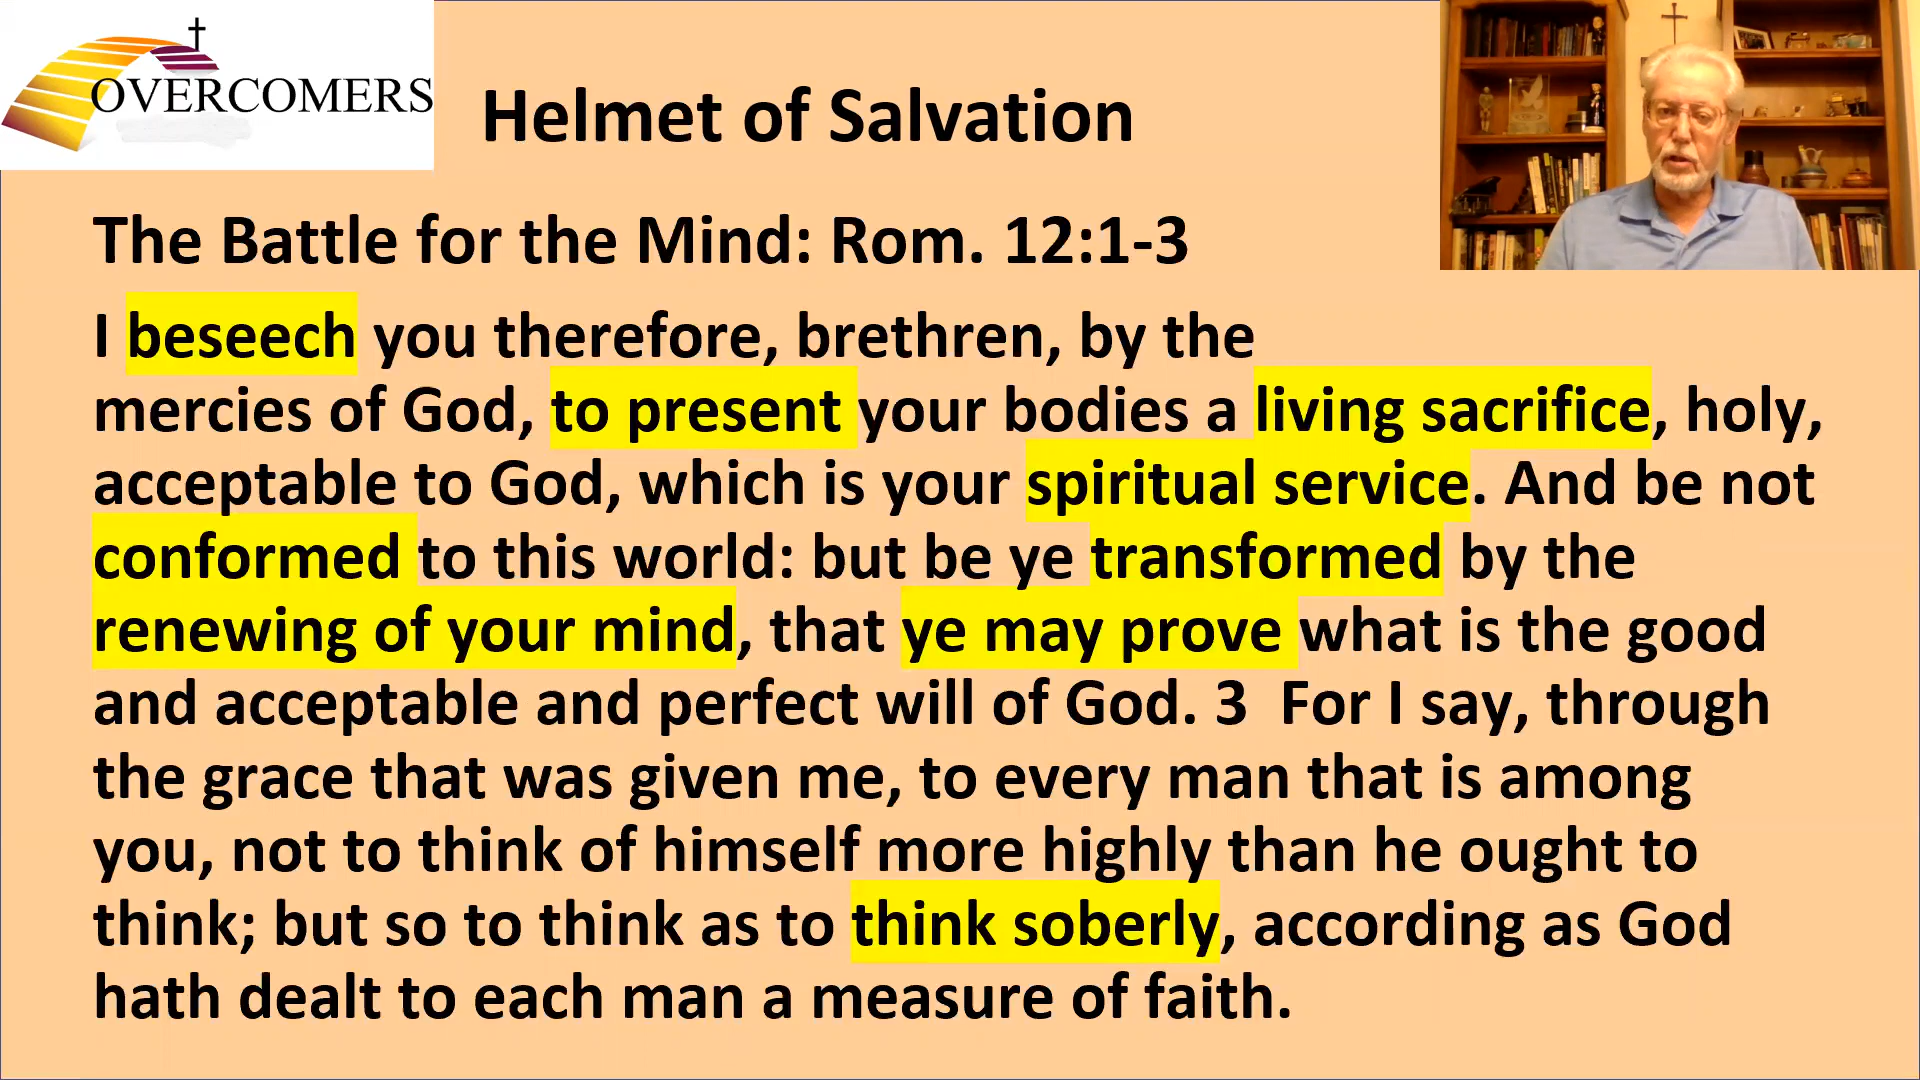 OVERCOMERS
Helmet of Salvation
The Battle for the Mind: Rom. 12:1-3
I beseech you therefore, brethren, by the
mercies of God, to present your bodies a living sacrifice, holy,
acceptable to God, which is your spiritual service. And be not
conformed to this world: but be ye transformed by the
renewing of your mind, that ye may prove what is the good
and acceptable and perfect will of God. 3  For I say, through
the grace that was given me, to every man that is among
you, not to think of himself more highly than he ought to
think; but so to think as to think soberly, according as God
hath dealt to each man a measure of faith.